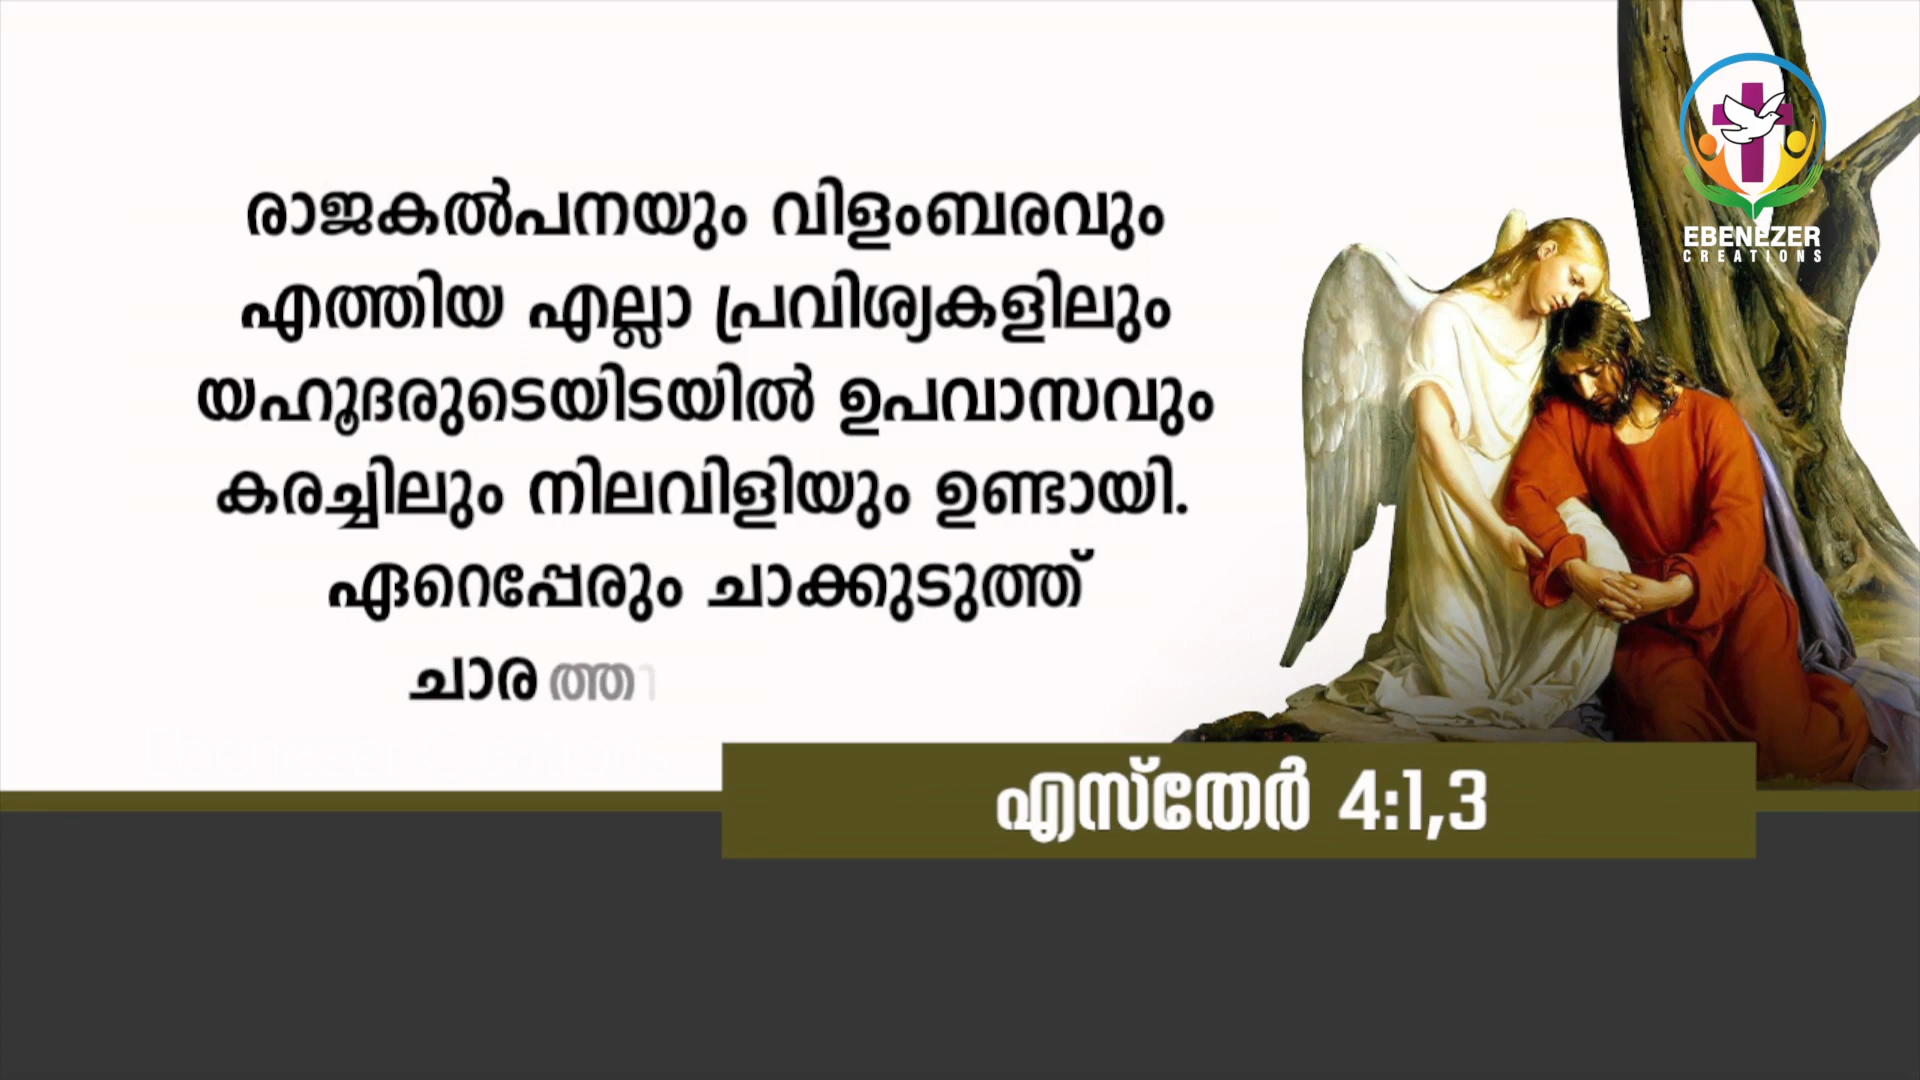 രാജകൽപനയും വിളംബരവും
എത്തിയ എല്ലാ പ്രവിശ്യകളിലും
യഹൂദരുടെയിടയിൽ ഉപവാസവും
കരച്ചിലും നിലവിളിയും ഉണ്ടായി.
ഏറെപ്പേരും ചാക്കുടുത്ത്
ചാരത്തി
എസ്തേർ 4:1,3
EBENEZER
CREATIONS